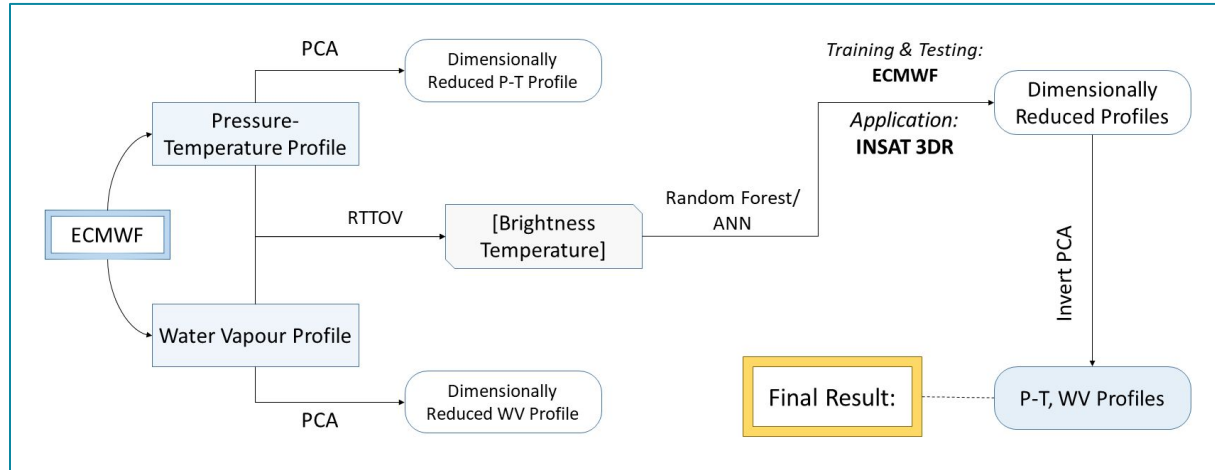 PCA
Dimensionally
Reduced P-T Profile
Training & Testing:
ECMWF
Application:
INSAT 3DR
Dimensionally
Reduced Profiles
Pressure-
Temperature Profile
ECMWF
RTTOV
[Brightness
Temperature]
Random Forest/
ANN
Invert PCA
Water Vapour Profile
PCA
Dimensionally
Reduced WV Profile
Final Result:
P-T, WV Profiles